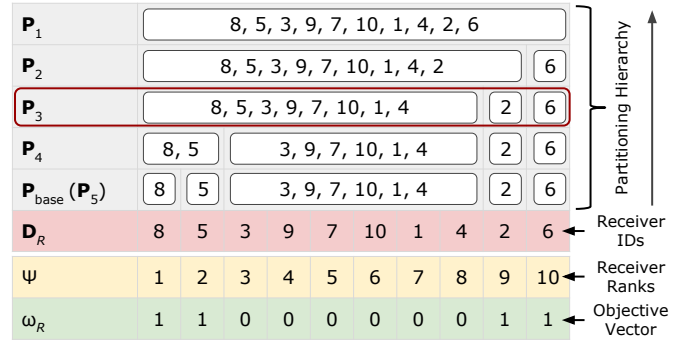 P1 8, 5, 3, 9, 7, 10, 1, 4, 2, 6
P2 8, 5, 3, 9, 7, 10, 1, 4, 2 6
P3 8, 5, 3, 9, 7, 10, 1, 4 2 6
P4 8, 5 3, 9, 7, 10, 1, 4 2 6
Pbase (P5) 8 5 3, 9, 7, 10, 1, 4 2 6
Partitioning Hierarchy
DR 8 5 3 9 7 10 1 4 2 6
Receiver
IDs
Ψ 1 2 3 4 5 6 7 8 9 10
Receiver
Ranks
ωR 1 1 0 0 0 0 0 0 1 1
Objective
Vector